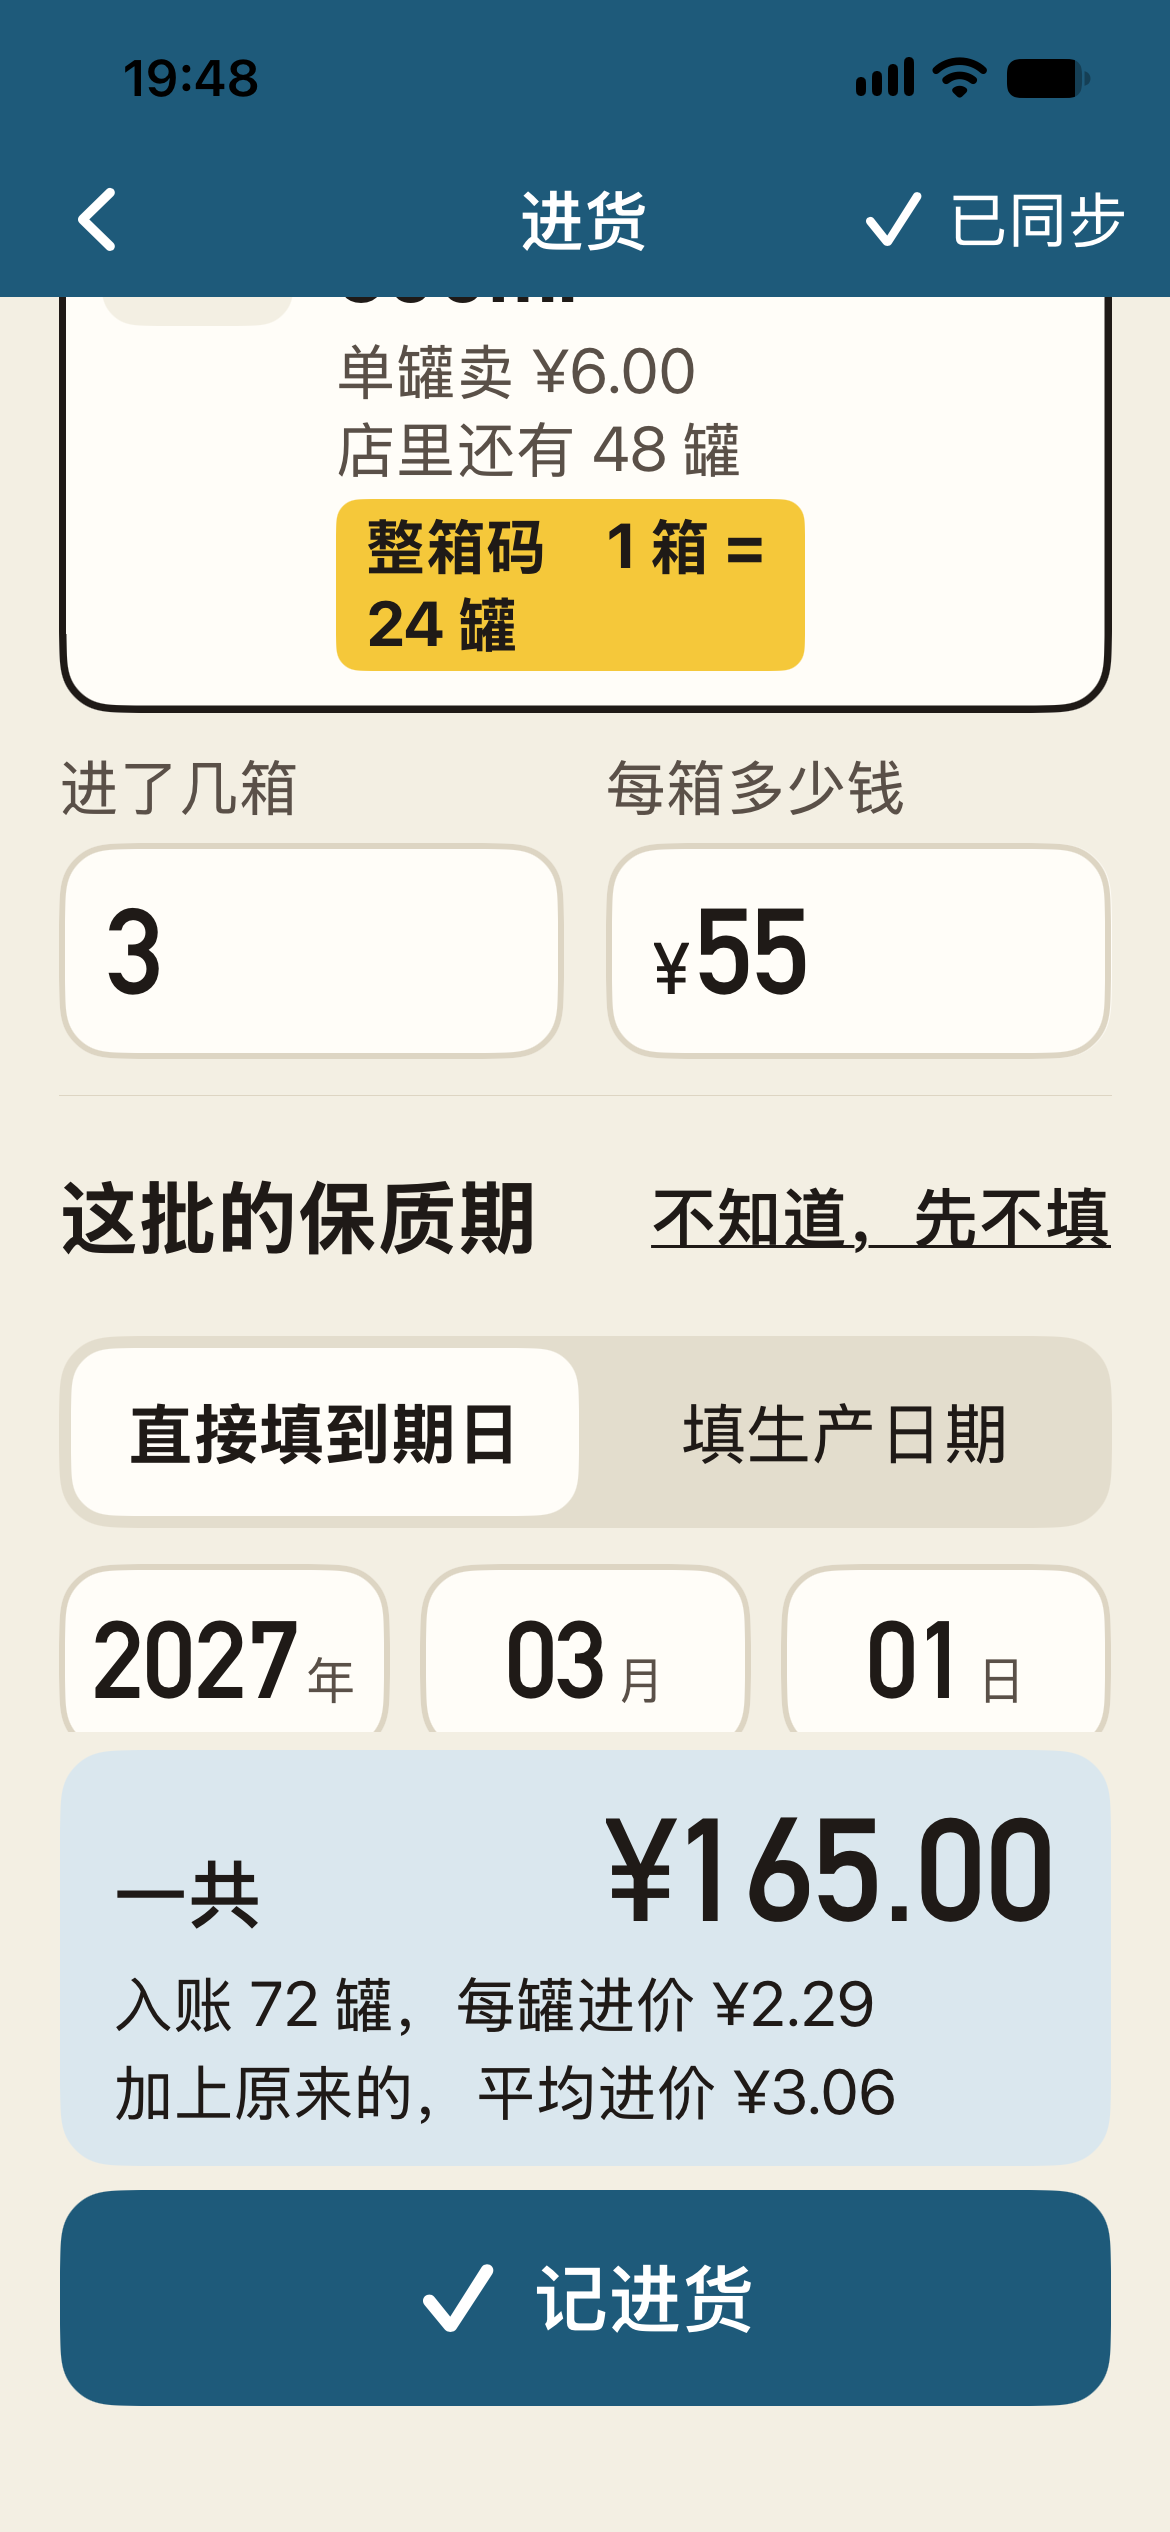 19:48
进货
已同步
单罐卖 ¥6.00
店里还有 48 罐
整箱码 1 箱 =
24 罐
进了几箱
每箱多少钱
3
¥55
这批的保质期
不知道，先不填
直接填到期日
填生产日期
2027 年
03 月
01 日
一共
¥165.00
入账 72 罐，每罐进价 ¥2.29
加上原来的，平均进价 ¥3.06
记进货